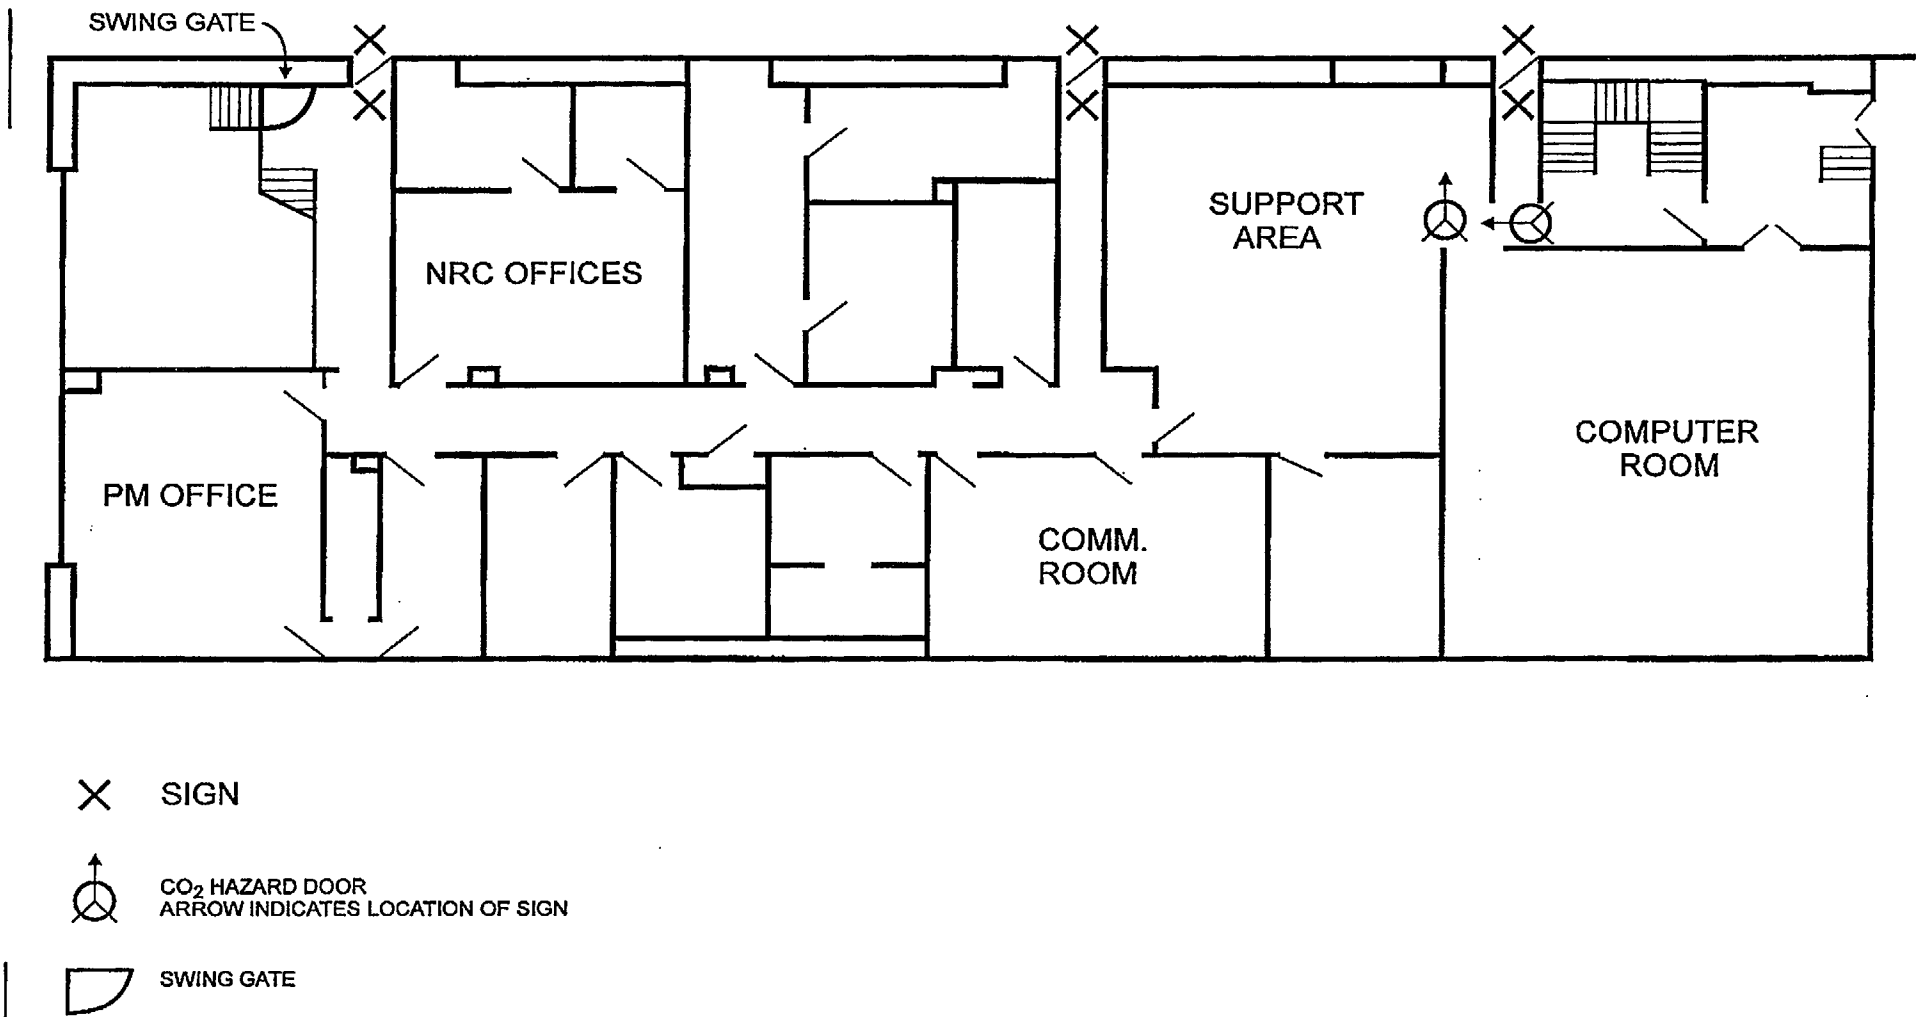 SWING GATE
SUPPORT
AREA
NRC OFFICES
COMPUTER
ROOM
PM OFFICE
COMM.
ROOM
SIGN
CO₂ HAZARD DOOR
ARROW INDICATES LOCATION OF SIGN
SWING GATE